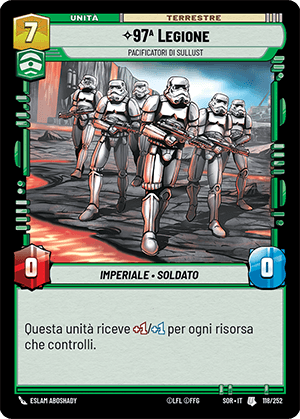 UNITÀ
TERRESTRE
7
✧97ᴬ LEGIONE
PACIFICATORI DI SULLUST
0
0
IMPERIALE • SOLDATO
Questa unità riceve +1/+1 per ogni risorsa
che controlli.
ESLAM ABOSHADY
©LFL ©FFG
SOR • IT
118/252